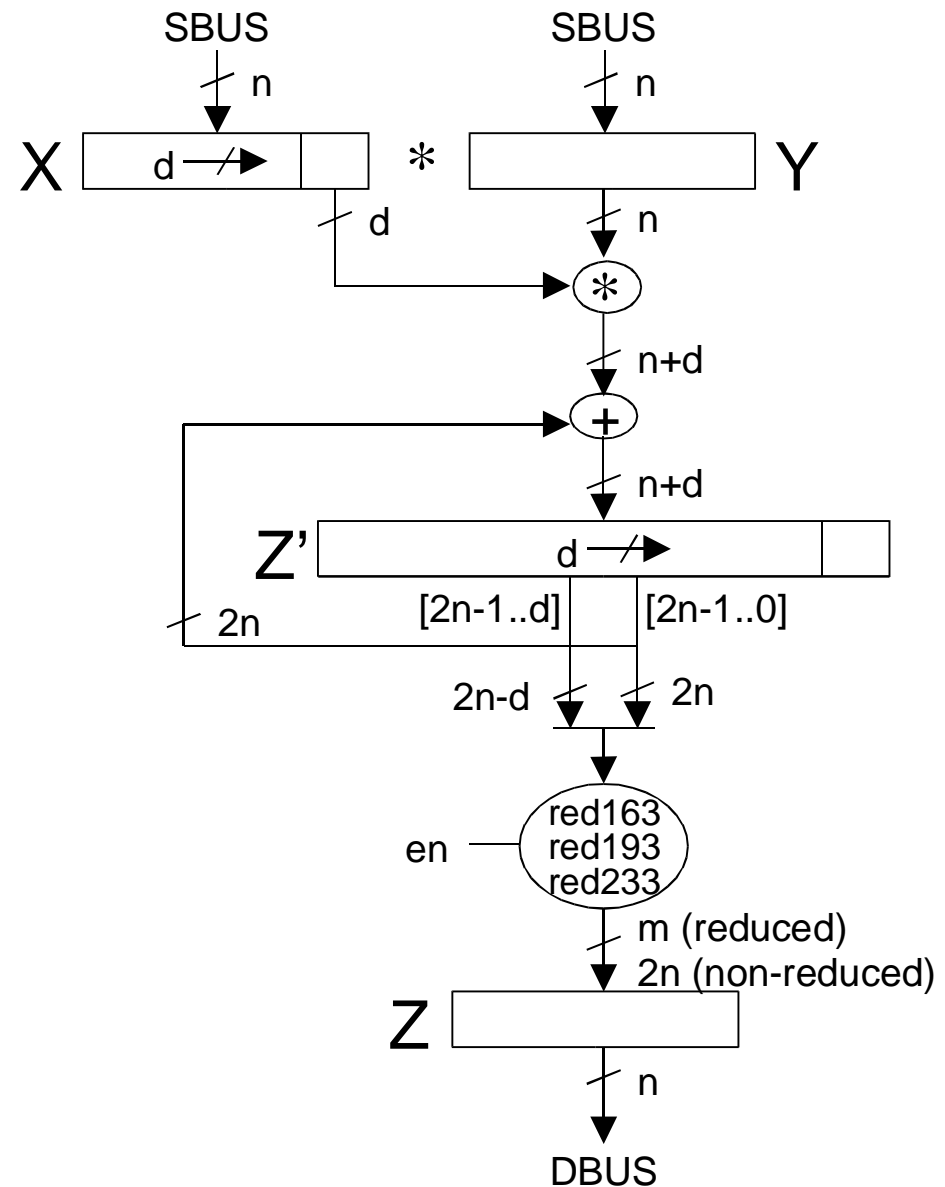 SBUS SBUS
n n
X d * Y
d n
*
n+d
+
n+d
Z’ d
[2n-1..d] [2n-1..0]
2n
2n-d 2n
red163
en red193
red233
m (reduced)
2n (non-reduced)
Z
n
DBUS